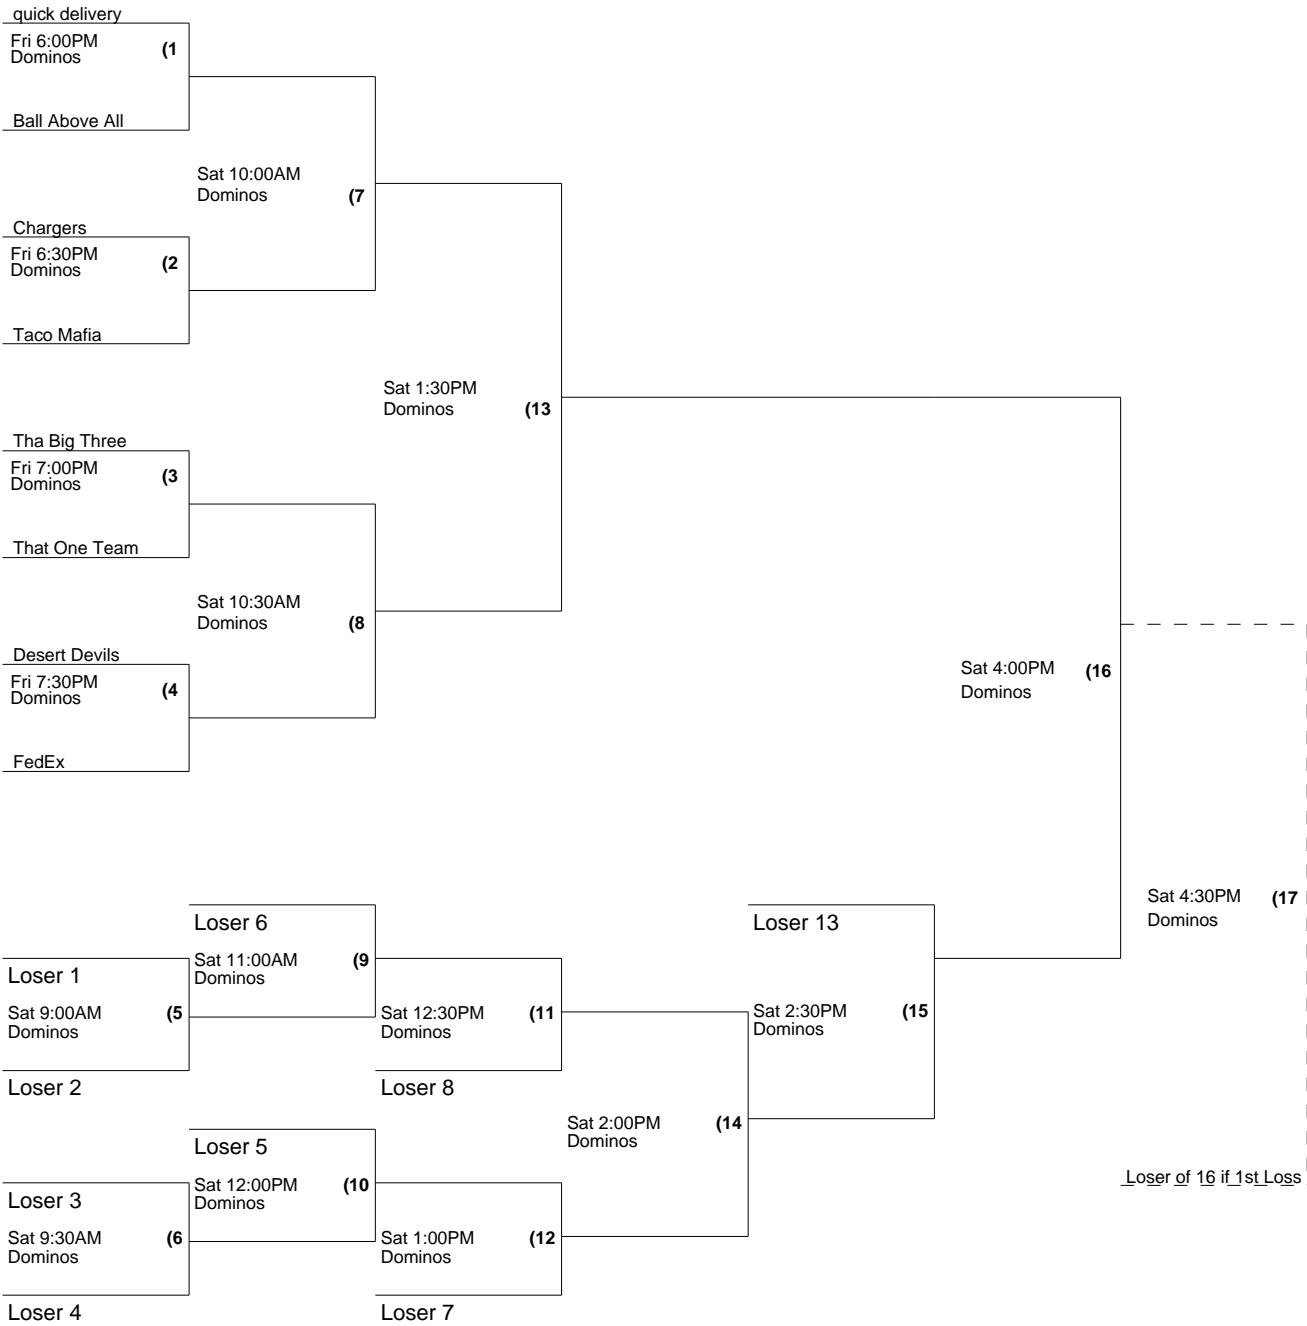 quick delivery
Fri 6:00PM
Dominos
(1
Ball Above All
Sat 10:00AM
Dominos
(7
Chargers
Fri 6:30PM
Dominos
(2
Taco Mafia
Sat 1:30PM
Dominos
(13
Tha Big Three
Fri 7:00PM
Dominos
(3
That One Team
Sat 10:30AM
Dominos
(8
Desert Devils
Fri 7:30PM
Dominos
(4
FedEx
Sat 4:00PM
Dominos
(16
Sat 4:30PM
Dominos
(17
Loser 6
Sat 11:00AM
Dominos
(9
Loser 13
Loser 1
Sat 9:00AM
Dominos
(5
Sat 12:30PM
Dominos
(11
Sat 2:30PM
Dominos
(15
Loser 2
Loser 8
Loser 5
Sat 12:00PM
Dominos
(10
Sat 2:00PM
Dominos
(14
Loser of 16 if 1st Loss
Loser 3
Sat 9:30AM
Dominos
(6
Sat 1:00PM
Dominos
(12
Loser 4
Loser 7